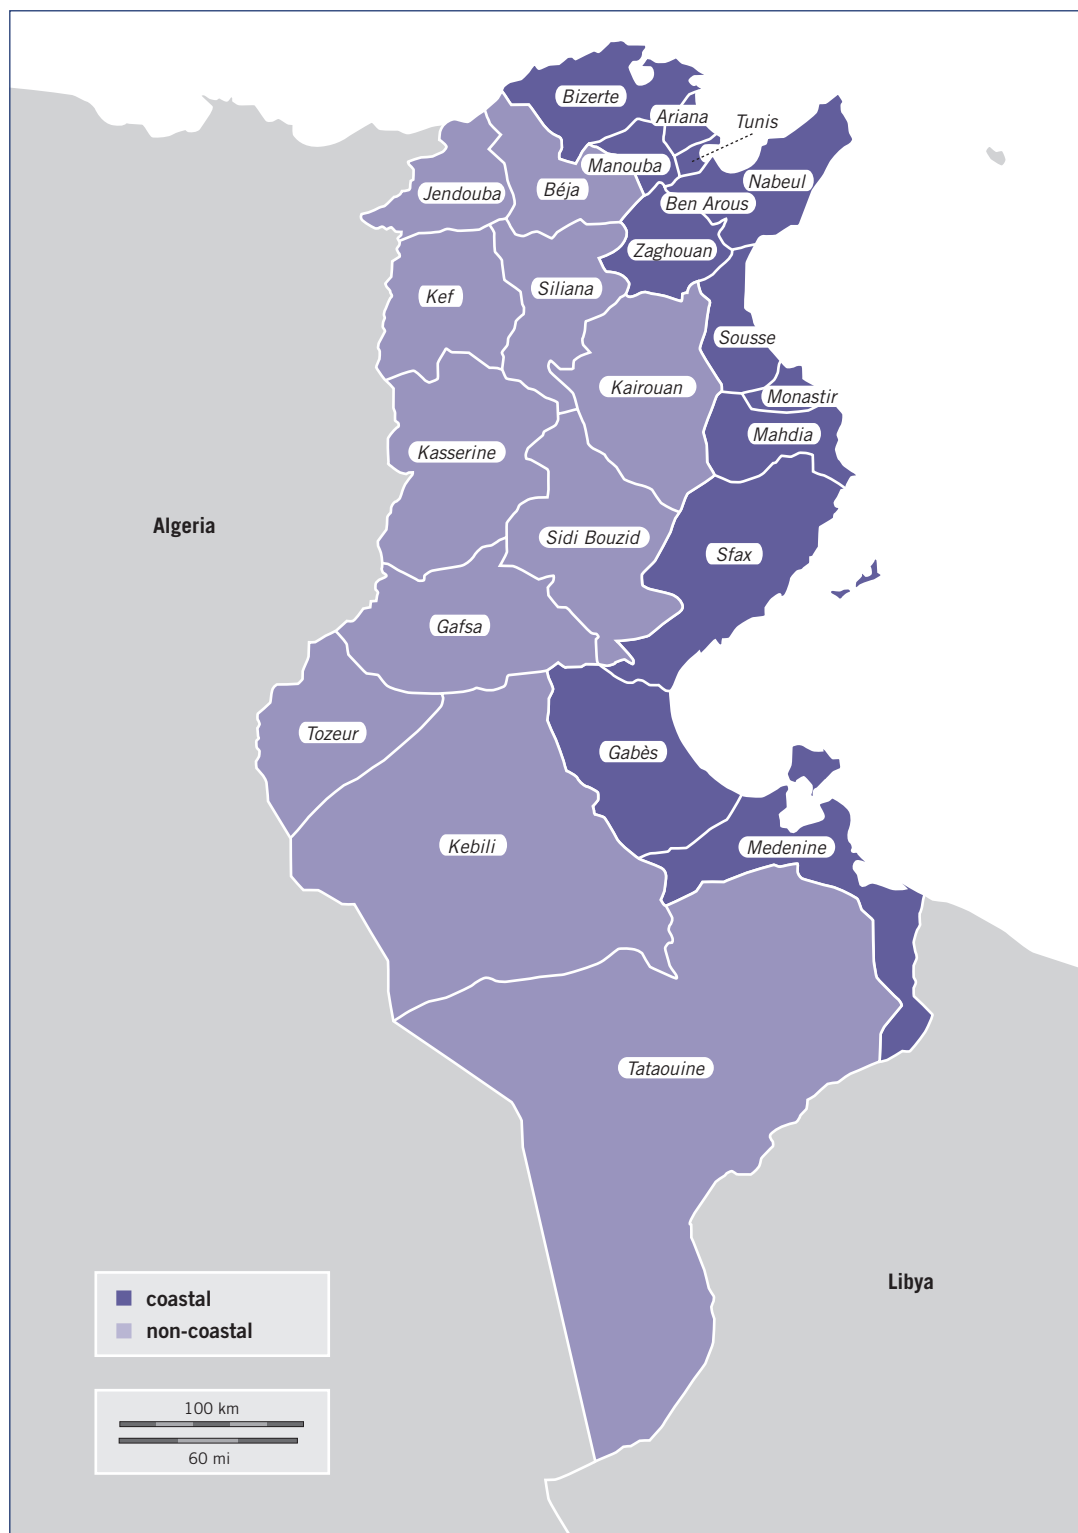 Bizerte
Ariana
Tunis
Manouba
Nabeul
Jendouba
Béja
Ben Arous
Zaghouan
Kef
Siliana
Sousse
Kairouan
Monastir
Mahdia
Kasserine
Algeria
Sidi Bouzid
Sfax
Gafsa
Tozeur
Gabès
Kebili
Medenine
Tataouine
Libya
coastal
non-coastal
100 km
60 mi